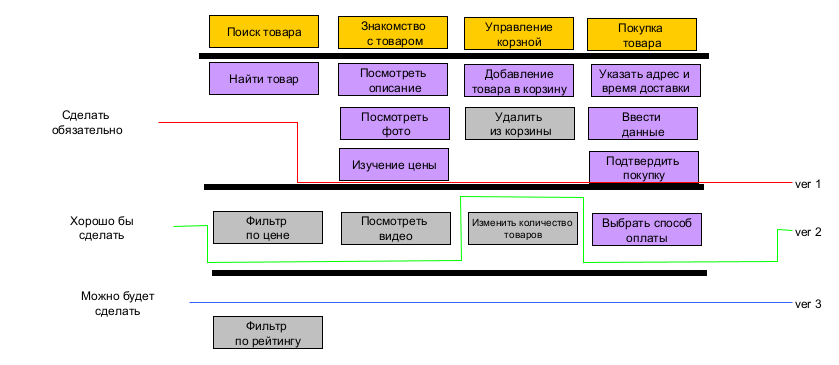 Поиск товара
Знакомство
с товаром
Управление
корзной
Покупка
товара
Найти товар
Посмотреть
описание
Добавление
товара в корзину
Указать адрес и
время доставки
Сделать
обязательно
Посмотреть
фото
Удалить
из корзины
Ввести
данные
Изучение цены
Подтвердить
покупку
ver 1
Хорошо бы
сделать
Фильтр
по цене
Посмотреть
видео
Изменить количество
товаров
Выбрать способ
оплаты
ver 2
Можно будет
сделать
ver 3
Фильтр
по рейтингу